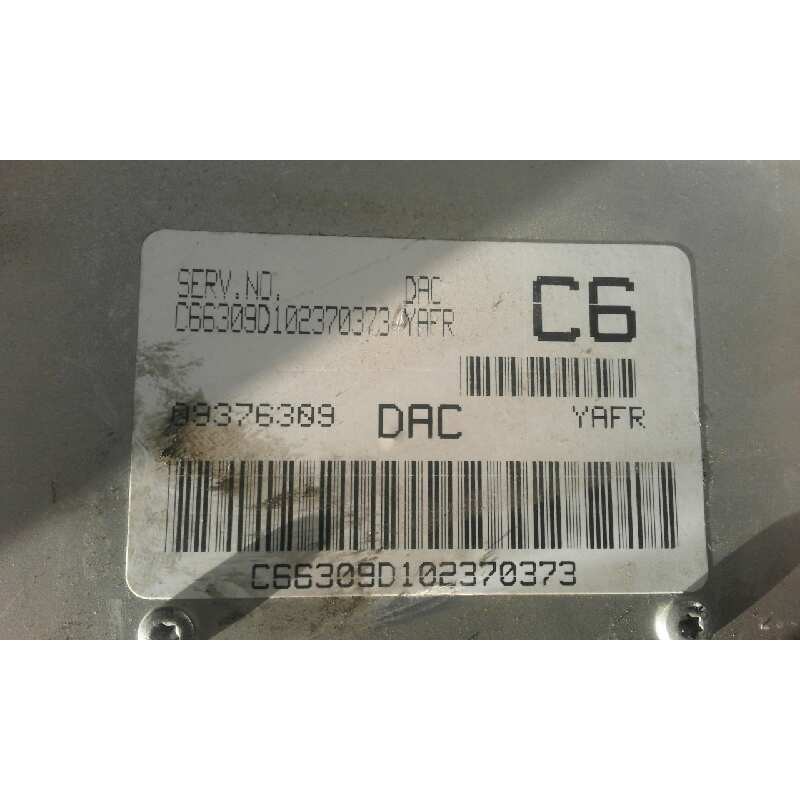 SERV.NO. DAC C6
C66309D102370373 YAFR
09376309 DAC YAFR
C66309D102370373